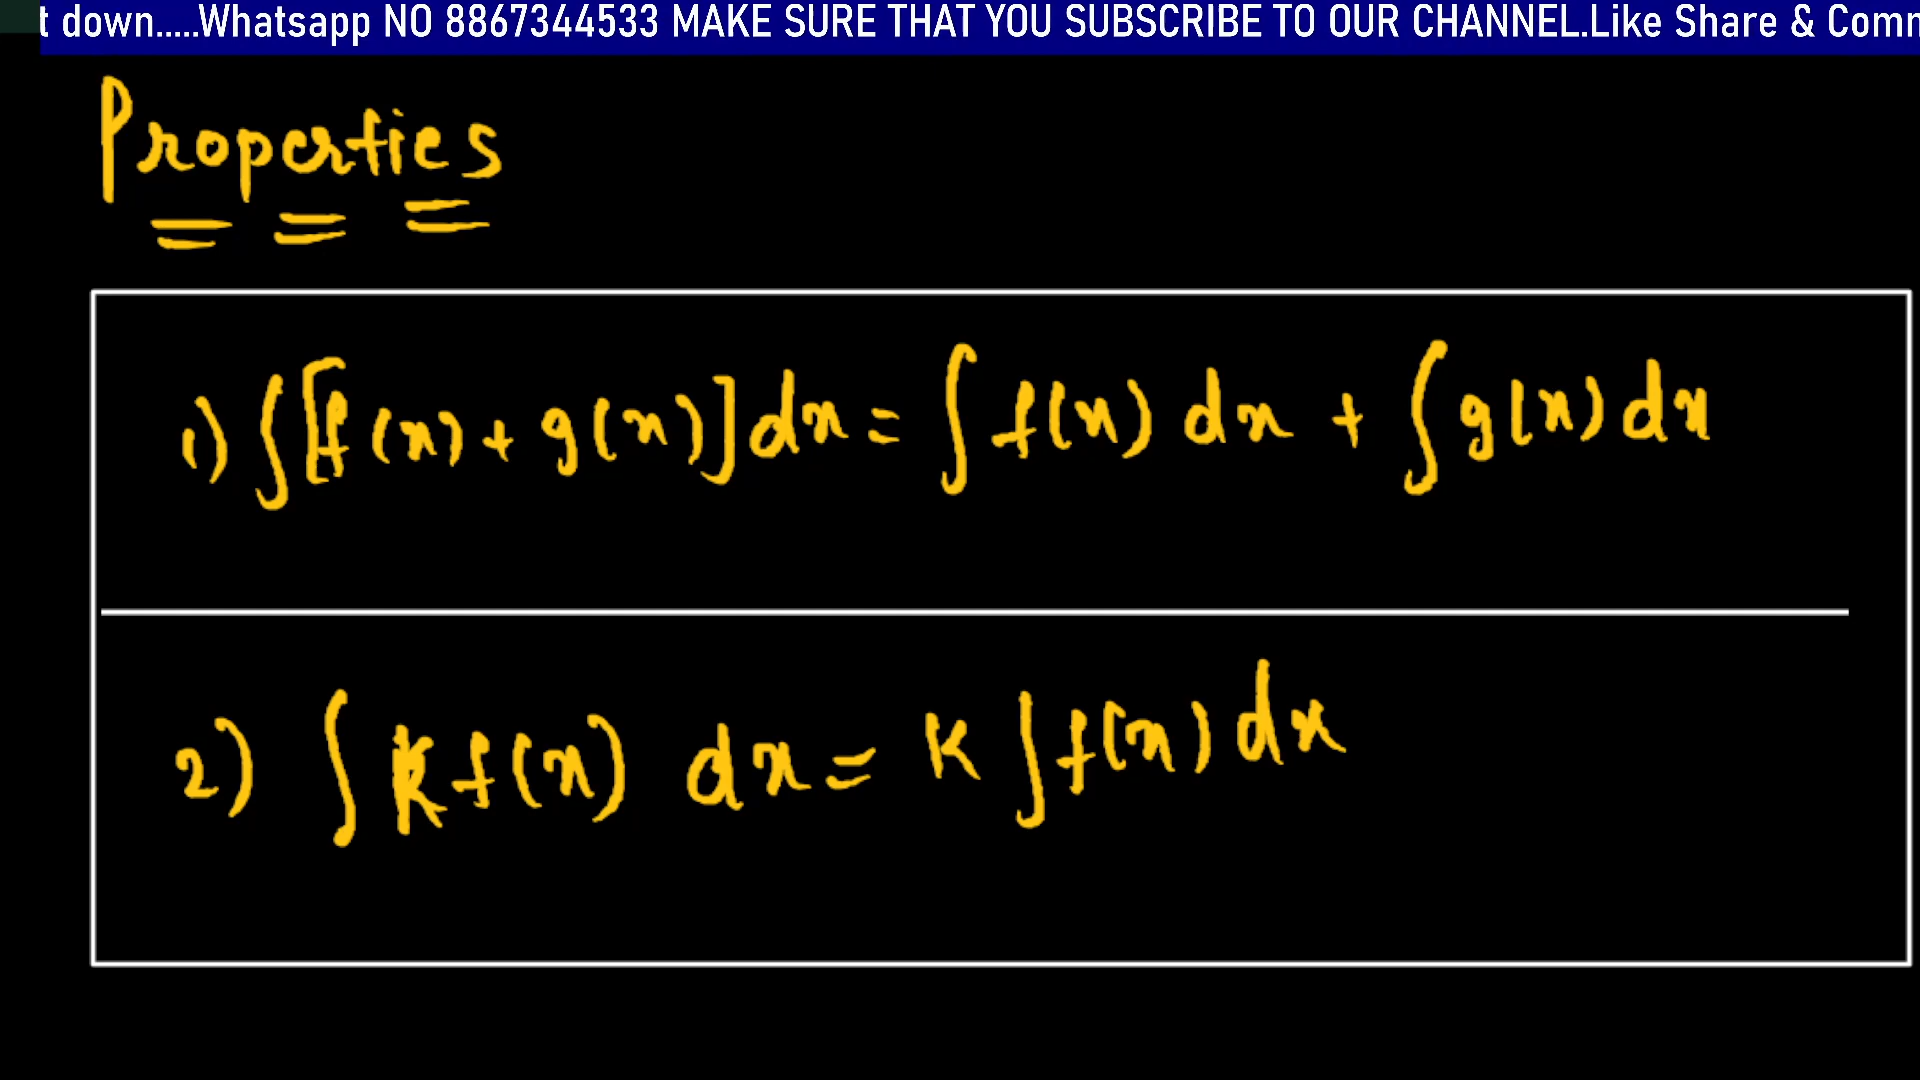 t down.....Whatsapp NO 8867344533 MAKE SURE THAT YOU SUBSCRIBE TO OUR CHANNEL.Like Share & Comm
Properties
1) ∫[f(x)+g(x)]dx = ∫f(x) dx + ∫g(x)dx
2) ∫ K f(x) dx = K ∫f(x) dx